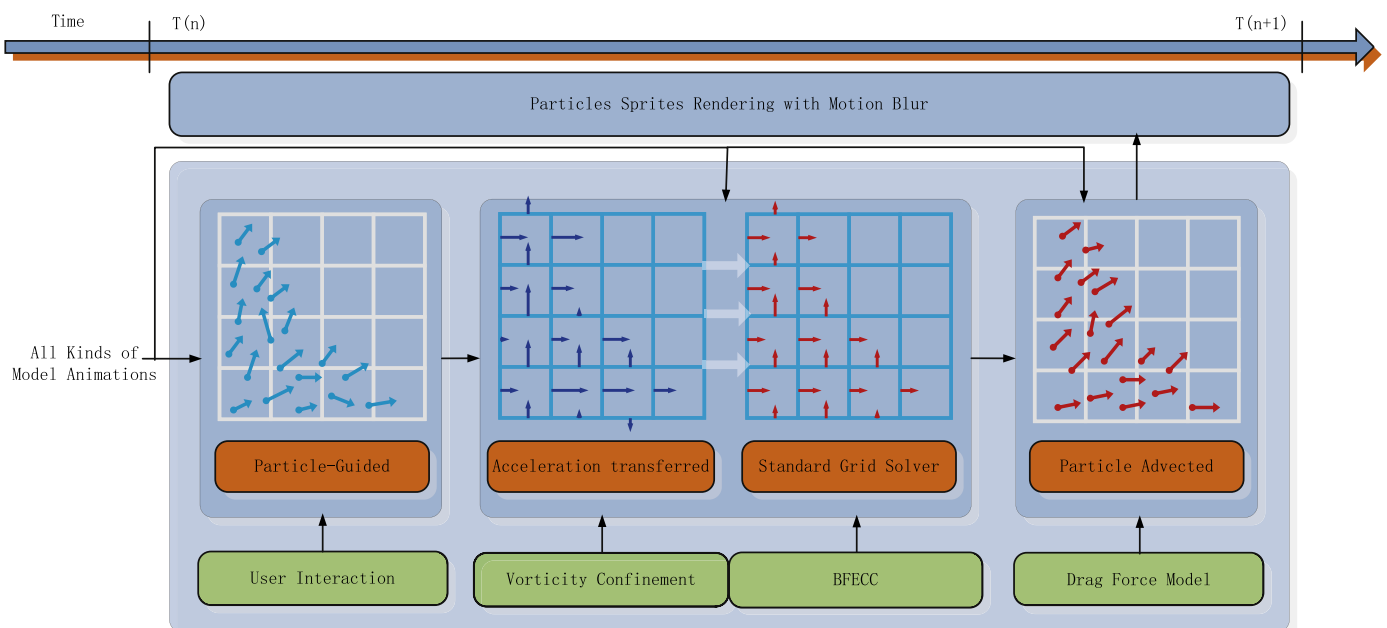 Time
T(n)
T(n+1)
Particles Sprites Rendering with Motion Blur
All Kinds of
Model Animations
Particle-Guided
Acceleration transferred
Standard Grid Solver
Particle Advected
User Interaction
Vorticity Confinement
BFECC
Drag Force Model